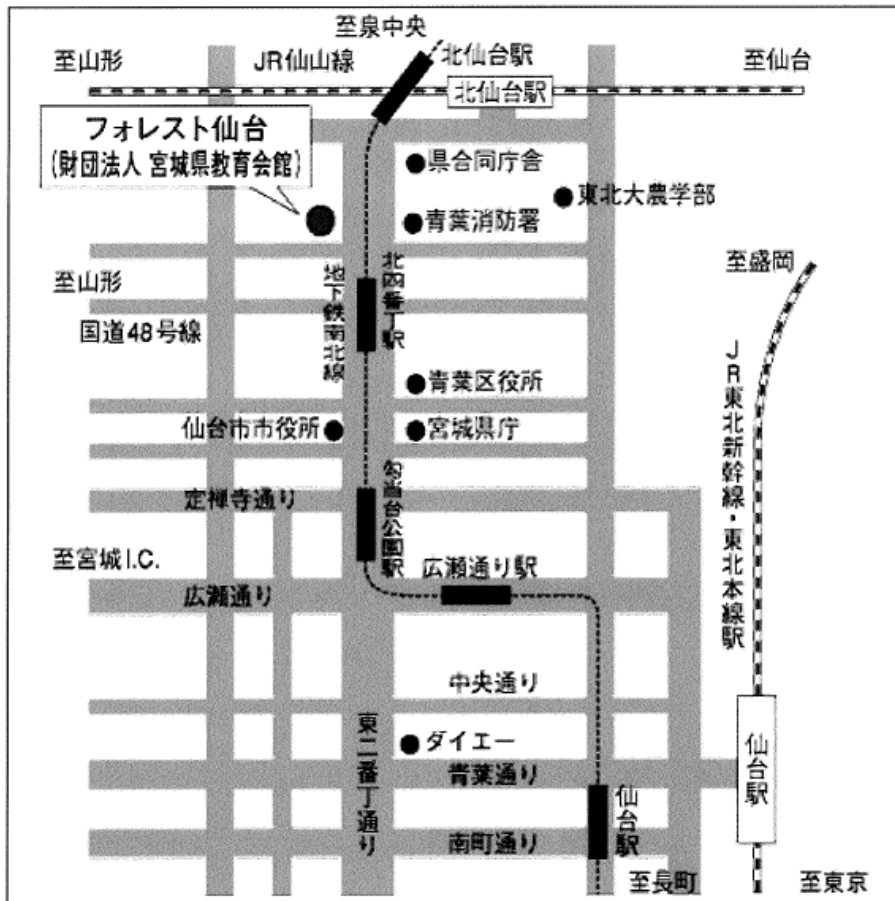 至泉中央
至山形
JR仙山線
北仙台駅
至仙台
北仙台駅
フォレスト仙台
(財団法人 宮城県教育会館)
県合同庁舎
東北大農学部
青葉消防署
至盛岡
至山形
地下鉄南北線
北四番丁駅
国道48号線
JR東北新幹線・東北本線駅
青葉区役所
仙台市市役所
宮城県庁
勾当台公園駅
定禅寺通り
至宮城I.C.
広瀬通り駅
広瀬通り
中央通り
東二番丁通り
ダイエー
青葉通り
仙台駅
仙台駅
南町通り
至長町
至東京